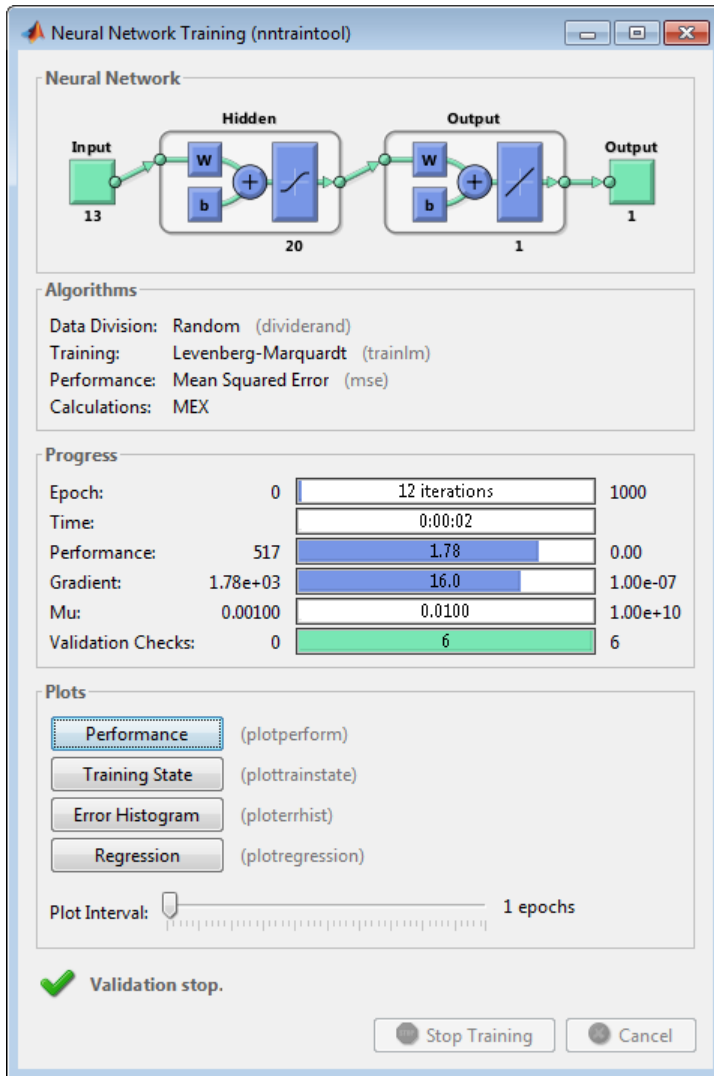 Neural Network Training (nntraintool)
Neural Network
Hidden Output
Input Output
W W
+ +
b b
13 1
20 1
Algorithms
Data Division: Random (dividerand)
Training: Levenberg-Marquardt (trainlm)
Performance: Mean Squared Error (mse)
Calculations: MEX
Progress
Epoch: 0 12 iterations 1000
Time: 0:00:02
Performance: 517 1.78 0.00
Gradient: 1.78e+03 16.0 1.00e-07
Mu: 0.00100 0.0100 1.00e+10
Validation Checks: 0 6 6
Plots
Performance (plotperform)
Training State (plottrainstate)
Error Histogram (ploterrhist)
Regression (plotregression)
Plot Interval: 1 epochs
Validation stop.
Stop Training Cancel